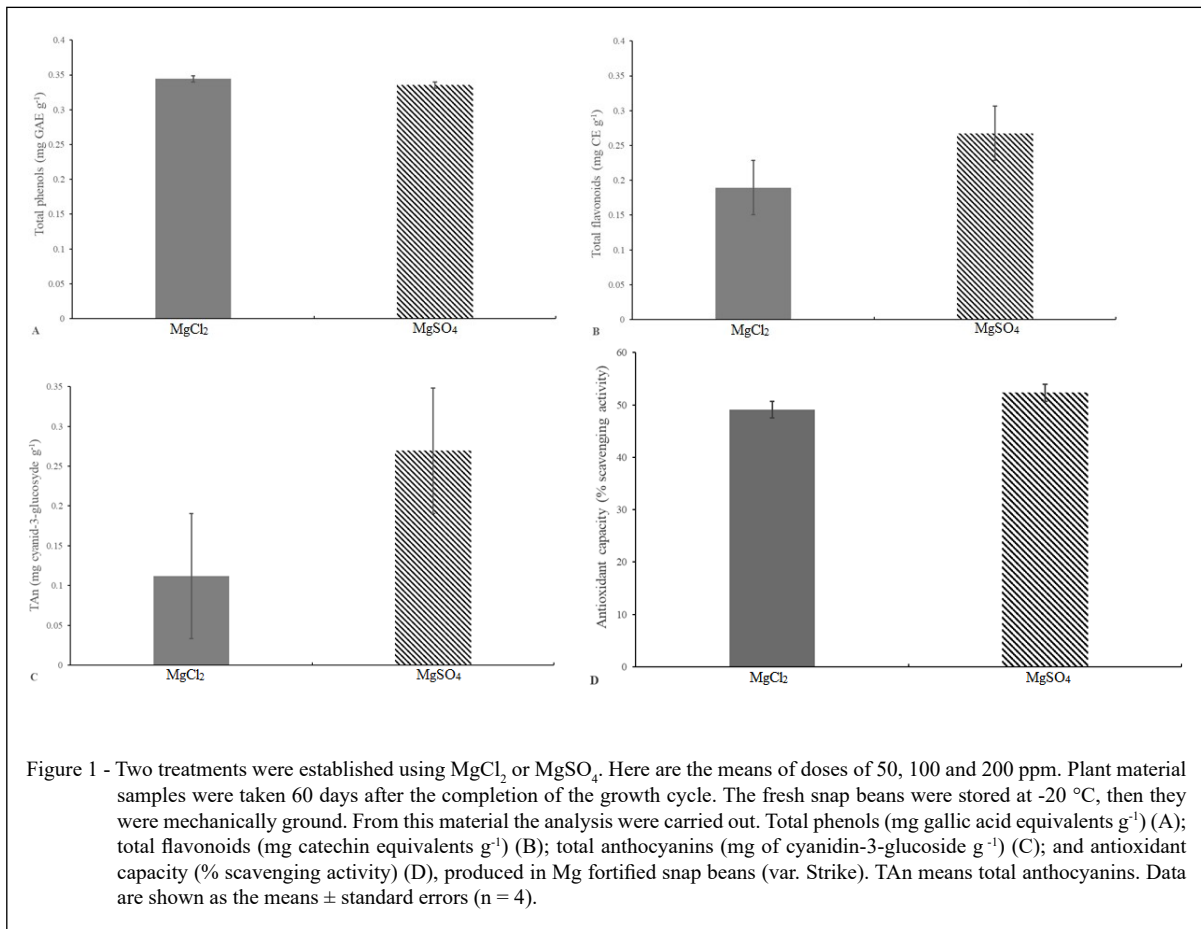 0.4
0.35
0.3
0.25
0.2
0.15
0.1
0.05
0
Total phenols (mg GAE g⁻¹)
A
MgCl₂
MgSO₄
0.4
0.35
0.3
0.25
0.2
0.15
0.1
0.05
0
Total flavonoids (mg CE g⁻¹)
B
MgCl₂
MgSO₄
0.35
0.3
0.25
0.2
0.15
0.1
0.05
0
TAn (mg cyanid-3-glucosyde g⁻¹)
C
MgCl₂
MgSO₄
60
50
40
30
20
10
0
Antioxidant capacity (% scavenging activity)
D
MgCl₂
MgSO₄
Figure 1 - Two treatments were established using MgCl₂ or MgSO₄. Here are the means of doses of 50, 100 and 200 ppm. Plant material
samples were taken 60 days after the completion of the growth cycle. The fresh snap beans were stored at -20 °C, then they
were mechanically ground. From this material the analysis were carried out. Total phenols (mg gallic acid equivalents g⁻¹) (A);
total flavonoids (mg catechin equivalents g⁻¹) (B); total anthocyanins (mg of cyanidin-3-glucoside g⁻¹) (C); and antioxidant
capacity (% scavenging activity) (D), produced in Mg fortified snap beans (var. Strike). TAn means total anthocyanins. Data
are shown as the means ± standard errors (n = 4).